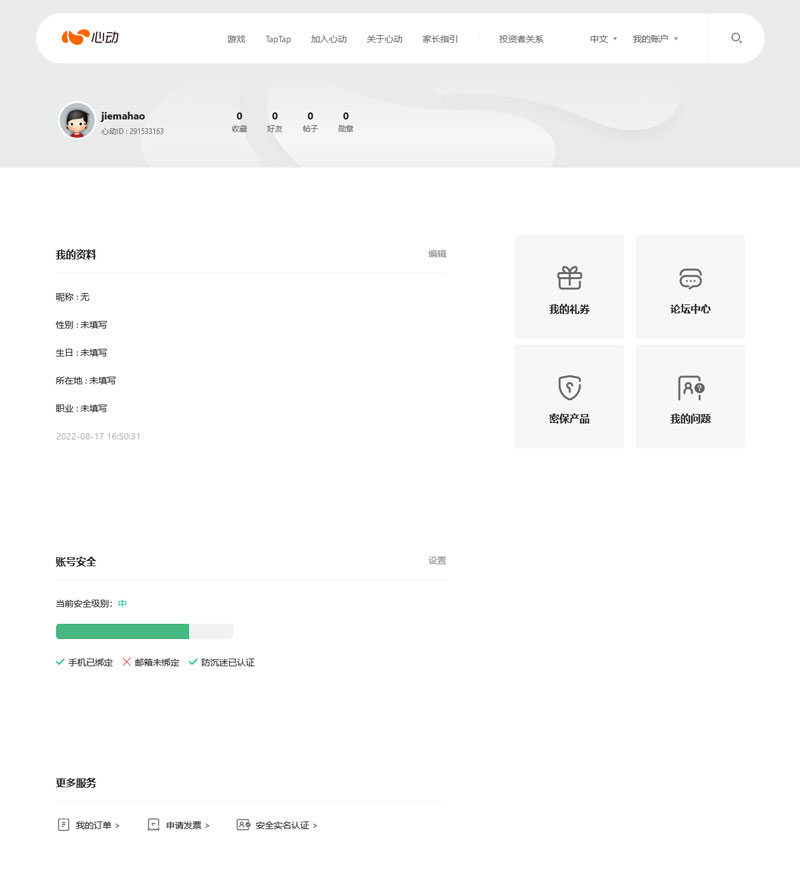 心动 游戏 TapTap 加入心动 关于心动 家长指引 投资者关系 中文 我的账户
jiemahao
心动ID : 291533163
0 0 0 0
收藏 好友 帖子 勋章
我的资料 编辑
昵称 : 无
性别 : 未填写
生日 : 未填写
所在地 : 未填写
职业 : 未填写
2022-08-17 16:50:31
我的礼券 论坛中心
密保产品 我的问题
账号安全 设置
当前安全级别: 中
手机已绑定 邮箱未绑定 防沉迷已认证
更多服务
我的订单 > 申请发票 > 安全实名认证 >